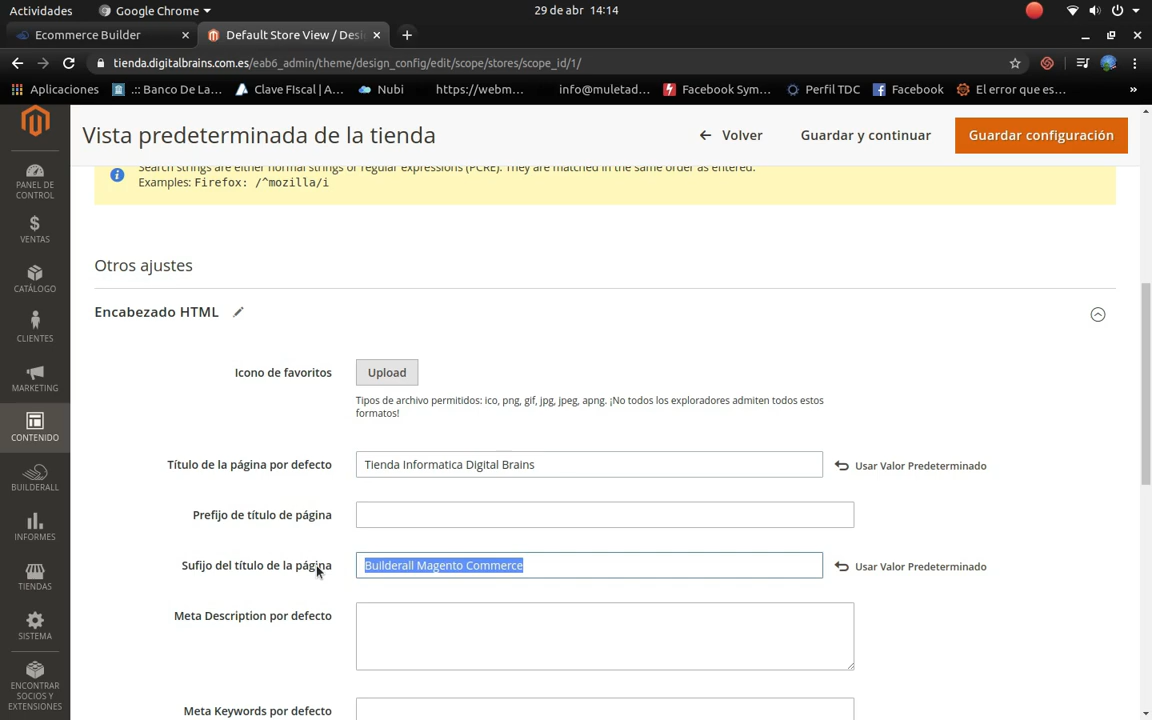 Actividades
Google Chrome
29 de abr 14:14
Ecommerce Builder
Default Store View / Desi
tienda.digitalbrains.com.es/eab6_admin/theme/design_config/edit/scope/stores/scope_id/1/
Aplicaciones
.:: Banco De La...
Clave FIscal | A...
Nubi
https://webm...
info@muletad...
Facebook Sym...
Perfil TDC
Facebook
El error que es...
»
Vista predeterminada de la tienda
Volver
Guardar y continuar
Guardar configuración
Search strings are either normal strings or regular expressions (PCRE). They are matched in the same order as entered.
Examples: Firefox: /^mozilla/i
PANEL DE
CONTROL
VENTAS
CATÁLOGO
CLIENTES
MARKETING
CONTENIDO
BUILDERALL
INFORMES
TIENDAS
SISTEMA
ENCONTRAR
SOCIOS Y
EXTENSIONES
Otros ajustes
Encabezado HTML
Icono de favoritos
Upload
Tipos de archivo permitidos: ico, png, gif, jpg, jpeg, apng. ¡No todos los exploradores admiten todos estos
formatos!
Título de la página por defecto
Tienda Informatica Digital Brains
Usar Valor Predeterminado
Prefijo de título de página
Sufijo del título de la página
Builderall Magento Commerce
Usar Valor Predeterminado
Meta Description por defecto
Meta Keywords por defecto